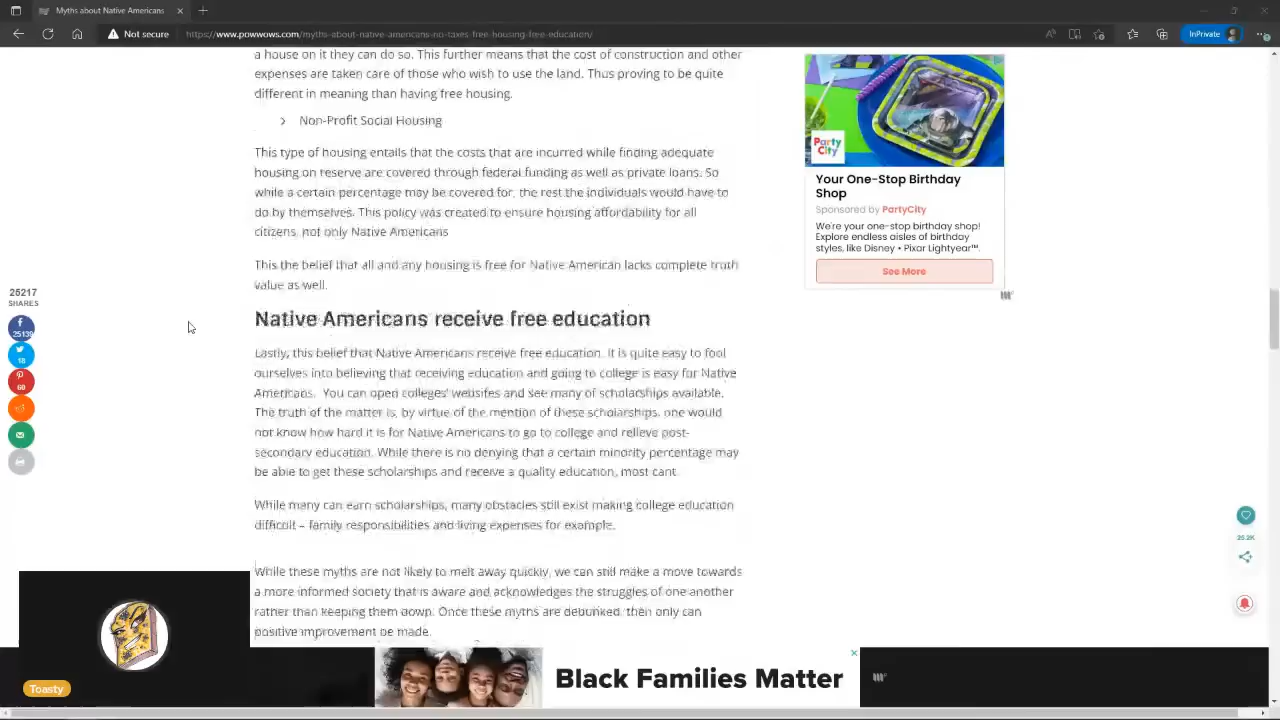 Myths about Native Americans
Not secure
https://www.powwows.com/myths-about-native-americans-no-taxes-free-housing-free-education/
InPrivate
a house on it they can do so. This further means that the cost of construction and other
expenses are taken care of those who wish to use the land. Thus proving to be quite
different in meaning than having free housing.
Non-Profit Social Housing
This type of housing entails that the costs that are incurred while finding adequate
housing on reserve are covered through federal funding as well as private loans. So
while a certain percentage may be covered for, the rest the individuals would have to
do by themselves. This policy was created to ensure housing affordability for all
citizens, not only Native Americans
This the belief that all and any housing is free for Native American lacks complete truth
value as well.
Native Americans receive free education
Lastly, this belief that Native Americans receive free education. It is quite easy to fool
ourselves into believing that receiving education and going to college is easy for Native
Americans. You can open colleges' websites and see many of scholarships available.
The truth of the matter is, by virtue of the mention of these scholarships, one would
not know how hard it is for Native Americans to go to college and relieve post-
secondary education. While there is no denying that a certain minority percentage may
be able to get these scholarships and receive a quality education, most cant.
While many can earn scholarships, many obstacles still exist making college education
difficult – family responsibilities and living expenses for example.
While these myths are not likely to melt away quickly, we can still make a move towards
a more informed society that is aware and acknowledges the struggles of one another
rather than keeping them down. Once these myths are debunked, then only can
positive improvement be made.
Party
City
Your One-Stop Birthday
Shop
Sponsored by PartyCity
We're your one-stop birthday shop!
Explore endless aisles of birthday
styles, like Disney • Pixar Lightyear™.
See More
25217
SHARES
25139
18
60
25.2K
Toasty
Black Families Matter